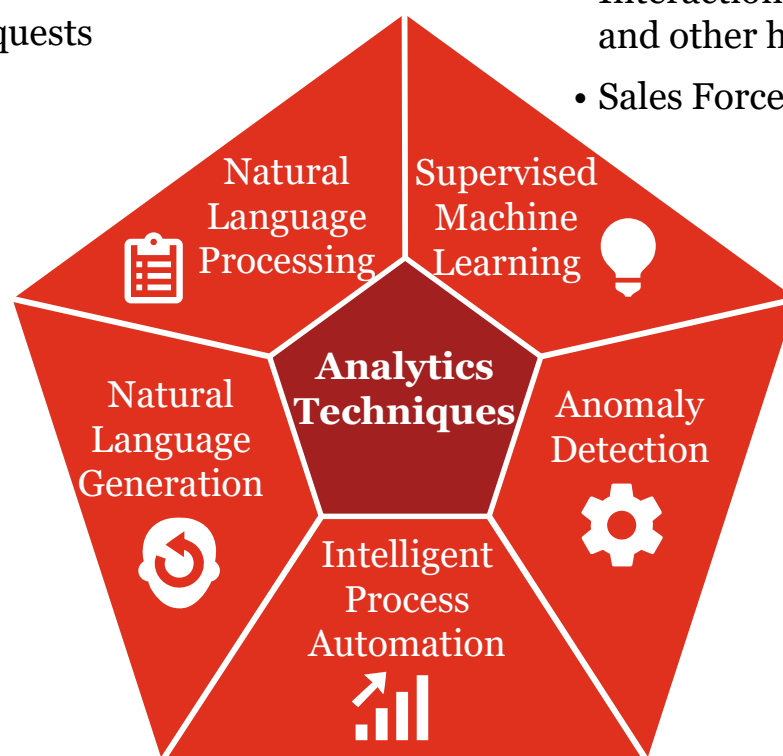 and other h
• Sales Force
Natural
Language
Processing
Supervised
Machine
Learning
Analytics
Techniques
Natural
Language
Generation
Anomaly
Detection
Intelligent
Process
Automation